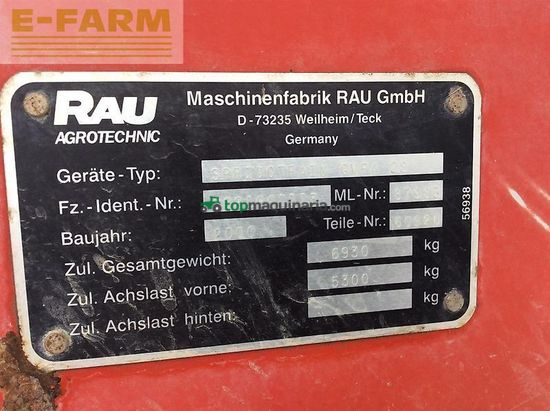 E-FARM
RAU
AGROTECHNIC
Maschinenfabrik RAU GmbH
D-73235 Weilheim/Teck
Germany
Geräte-Typ:
Fz.-Ident.-Nr.: ML-Nr.:
topmaquinaria.com
Baujahr: 2000 Teile-Nr.:
Zul. Gesamtgewicht: 6930 kg
Zul. Achslast vorne: 5300 kg
Zul. Achslast hinten: kg
56938